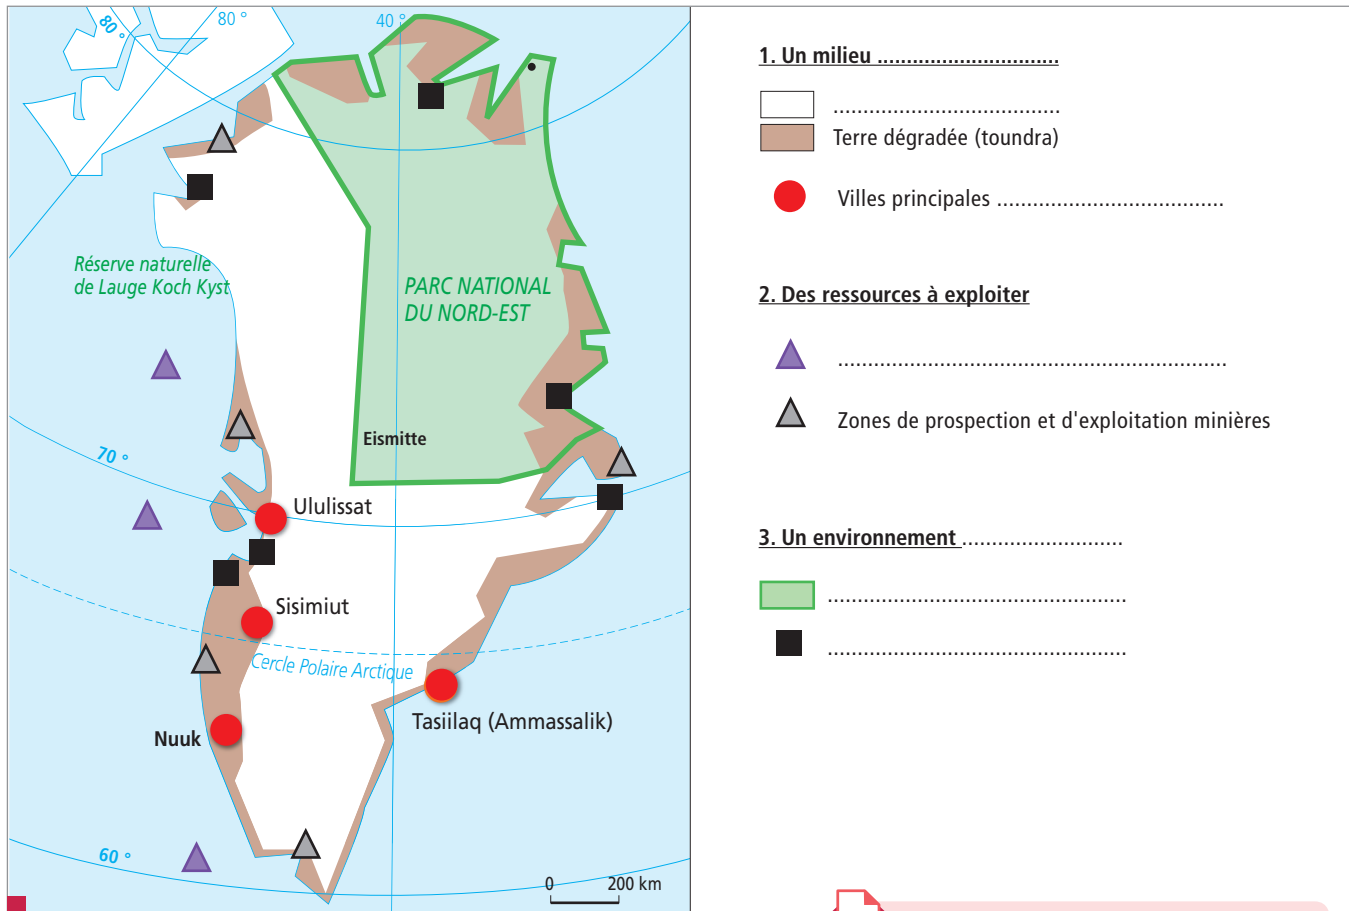 80 °
80 °
40 °
Réserve naturelle
de Lauge Koch Kyst
PARC NATIONAL
DU NORD-EST
Eismitte
70 °
Ululissat
Sisimiut
Cercle Polaire Arctique
Tasiilaq (Ammassalik)
Nuuk
60 °
0 200 km
1. Un milieu ...............................
......................................
Terre dégradée (toundra)
Villes principales ......................................
2. Des ressources à exploiter
.................................................................
Zones de prospection et d'exploitation minières
3. Un environnement ...........................
..................................................
..................................................